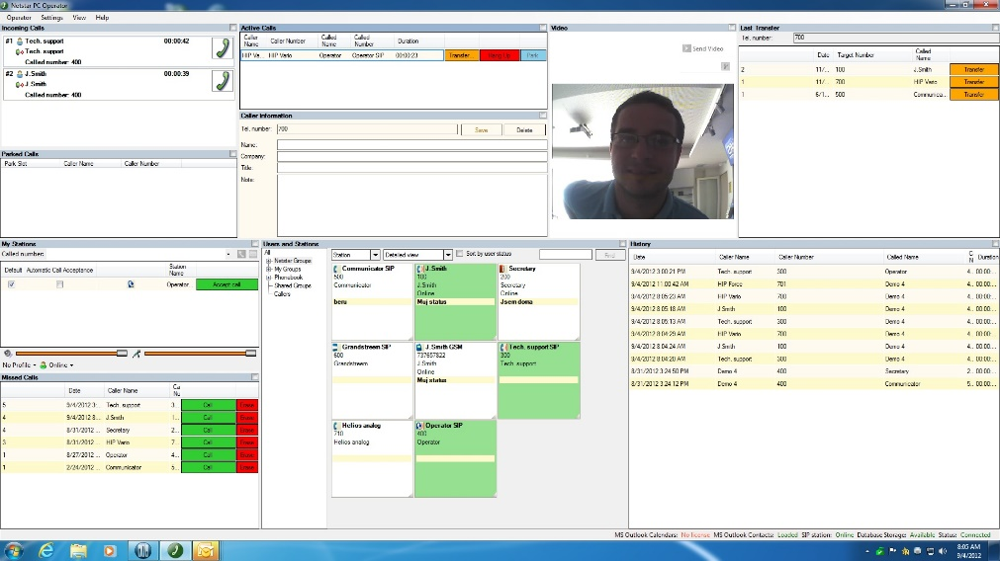 Netstar PC Operator
Operator Settings View Help
Incoming Calls
#1 Tech. support 00:00:42
Tech. support
Called number: 400
#2 J.Smith 00:00:39
J.Smith
Called number: 400
Parked Calls
Park Slot Caller Name Caller Number
Active Calls
Caller Name Caller Number Called Name Called Number Duration
HIP Va... HIP Vario Operator Operator SIP 00:00:23 Transfer Hang Up Park
Caller Information
Tel. number: 700 Save Delete
Name:
Company:
Title:
Note:
Video
Send Video
Last Transfer
Tel. number: 700
Date Target Number Called Name
2 11/... 100 J.Smith Transfer
1 11/... 700 HIP Vario Transfer
1 6/1... 500 Communica... Transfer
My Stations
Called number:
Default Automatic Call Acceptance Station Name
Operator... Accept call
No Profile Online
Missed Calls
Date Caller Name Ca Nu
5 9/4/2012 3:... Tech. support 3... Call Erase
4 9/4/2012 8... J.Smith 1... Call Erase
4 8/31/2012 ... Secretary 2... Call Erase
3 8/31/2012 ... HIP Vario 7... Call Erase
1 8/27/2012 ... Operator 4... Call Erase
1 2/24/2012 ... Communicator 5... Call Erase
Users and Stations
All
Netstar Groups
My Groups
Phonebook
Shared Groups
Callers
Station Detailed view Sort by user status Find
Communicator SIP
500
Communicator
beru
J.Smith
100
J.Smith
Online
Muj status
Secretary
200
Secretary
Online
Jsem doma
Grandstream SIP
600
Grandstream
J.Smith GSM
737657822
J.Smith
Online
Muj status
Tech. support SIP
300
Tech. support
Helios analog
710
Helios analog
Operator SIP
400
Operator
History
Date Caller Name Caller Number Called Name C N Duration
9/4/2012 3:00:21 PM Tech. support 300 Operator 4... 00:00:...
9/4/2012 11:00:42 AM HIP Force 701 Demo 4 4... 00:00:...
9/4/2012 8:05:23 AM HIP Vario 700 Demo 4 4... 00:00:...
9/4/2012 8:05:18 AM J.Smith 100 Demo 4 4... 00:00:...
9/4/2012 8:05:13 AM Tech. support 300 Demo 4 4... 00:00:...
9/4/2012 8:04:29 AM HIP Vario 700 Demo 4 4... 00:00:...
9/4/2012 8:04:24 AM J.Smith 100 Demo 4 4... 00:00:...
9/4/2012 8:04:20 AM Tech. support 300 Demo 4 4... 00:00:...
8/31/2012 3:24:50 PM Demo 4 400 Secretary 2... 00:00:...
8/31/2012 3:24:12 PM Demo 4 400 Communicator 5... 00:00:...
MS Outlook Calendars: No license MS Outlook Contacts: Loaded SIP station: Online Database Storage: Available Status: Connected
8:05 AM
9/4/2012